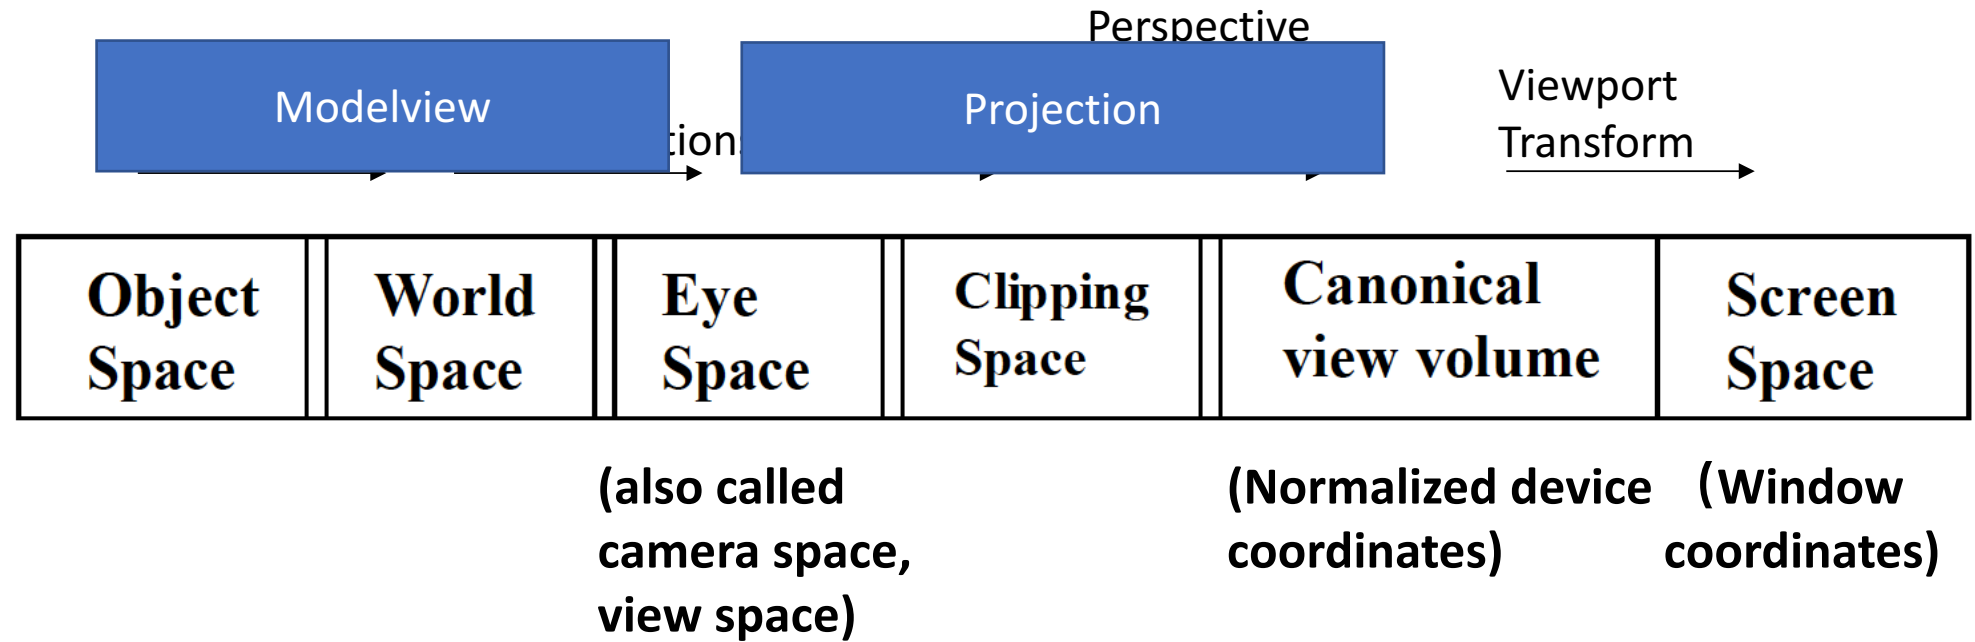 Perspective
Modelview
Projection
Viewport
Transform
Object
Space
World
Space
Eye
Space
Clipping
Space
Canonical
view volume
Screen
Space
(also called
camera space,
view space)
(Normalized device
coordinates)
(Window
coordinates)